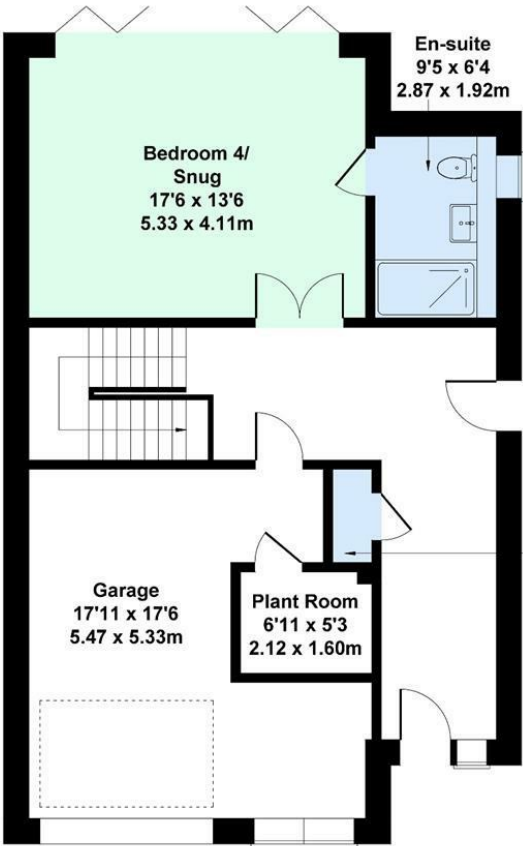 En-suite
9'5 x 6'4
2.87 x 1.92m
Bedroom 4/
Snug
17'6 x 13'6
5.33 x 4.11m
Garage
17'11 x 17'6
5.47 x 5.33m
Plant Room
6'11 x 5'3
2.12 x 1.60m